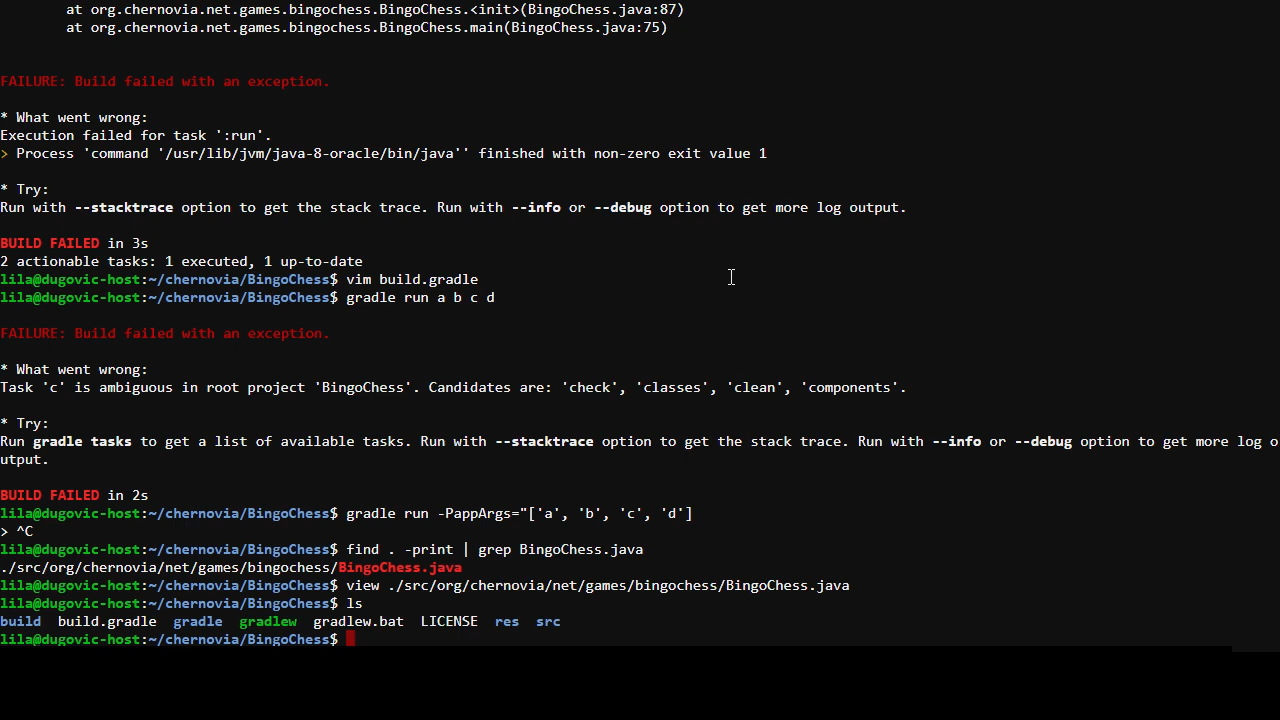 at org.chernovia.net.games.bingochess.BingoChess.<init>(BingoChess.java:87)
at org.chernovia.net.games.bingochess.BingoChess.main(BingoChess.java:75)
FAILURE: Build failed with an exception.
* What went wrong:
Execution failed for task ':run'.
> Process 'command '/usr/lib/jvm/java-8-oracle/bin/java'' finished with non-zero exit value 1
* Try:
Run with --stacktrace option to get the stack trace. Run with --info or --debug option to get more log output.
BUILD FAILED in 3s
2 actionable tasks: 1 executed, 1 up-to-date
lila@dugovic-host:~/chernovia/BingoChess$ vim build.gradle
lila@dugovic-host:~/chernovia/BingoChess$ gradle run a b c d
FAILURE: Build failed with an exception.
* What went wrong:
Task 'c' is ambiguous in root project 'BingoChess'. Candidates are: 'check', 'classes', 'clean', 'components'.
* Try:
Run gradle tasks to get a list of available tasks. Run with --stacktrace option to get the stack trace. Run with --info or --debug option to get more log o
utput.
BUILD FAILED in 2s
lila@dugovic-host:~/chernovia/BingoChess$ gradle run -PappArgs="['a', 'b', 'c', 'd']
> ^C
lila@dugovic-host:~/chernovia/BingoChess$ find . -print | grep BingoChess.java
./src/org/chernovia/net/games/bingochess/BingoChess.java
lila@dugovic-host:~/chernovia/BingoChess$ view ./src/org/chernovia/net/games/bingochess/BingoChess.java
lila@dugovic-host:~/chernovia/BingoChess$ ls
build build.gradle gradle gradlew gradlew.bat LICENSE res src
lila@dugovic-host:~/chernovia/BingoChess$